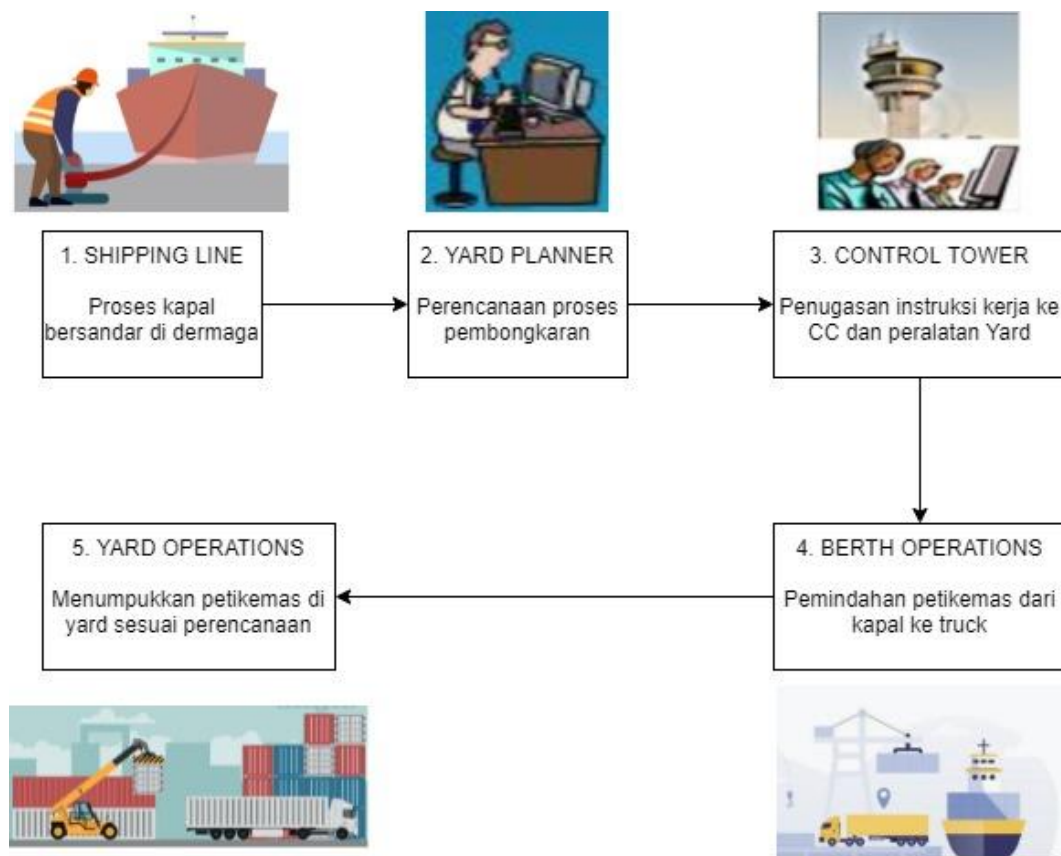 1. SHIPPING LINE
Proses kapal
bersandar di dermaga
2. YARD PLANNER
Perencanaan proses
pembongkaran
3. CONTROL TOWER
Penugasan instruksi kerja ke
CC dan peralatan Yard
4. BERTH OPERATIONS
Pemindahan petikemas dari
kapal ke truck
5. YARD OPERATIONS
Menumpukkan petikemas di
yard sesuai perencanaan